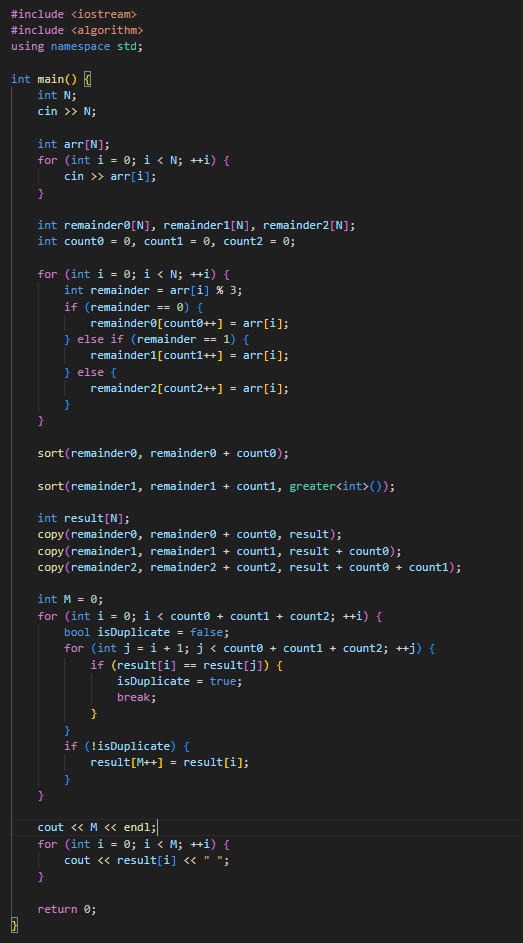 #include <iostream>
#include <algorithm>
using namespace std;

int main() {
    int N;
    cin >> N;

    int arr[N];
    for (int i = 0; i < N; ++i) {
        cin >> arr[i];
    }

    int remainder0[N], remainder1[N], remainder2[N];
    int count0 = 0, count1 = 0, count2 = 0;

    for (int i = 0; i < N; ++i) {
        int remainder = arr[i] % 3;
        if (remainder == 0) {
            remainder0[count0++] = arr[i];
        } else if (remainder == 1) {
            remainder1[count1++] = arr[i];
        } else {
            remainder2[count2++] = arr[i];
        }
    }

    sort(remainder0, remainder0 + count0);

    sort(remainder1, remainder1 + count1, greater<int>());

    int result[N];
    copy(remainder0, remainder0 + count0, result);
    copy(remainder1, remainder1 + count1, result + count0);
    copy(remainder2, remainder2 + count2, result + count0 + count1);

    int M = 0;
    for (int i = 0; i < count0 + count1 + count2; ++i) {
        bool isDuplicate = false;
        for (int j = i + 1; j < count0 + count1 + count2; ++j) {
            if (result[i] == result[j]) {
                isDuplicate = true;
                break;
            }
        }
        if (!isDuplicate) {
            result[M++] = result[i];
        }
    }

    cout << M << endl;
    for (int i = 0; i < M; ++i) {
        cout << result[i] << " ";
    }

    return 0;
}